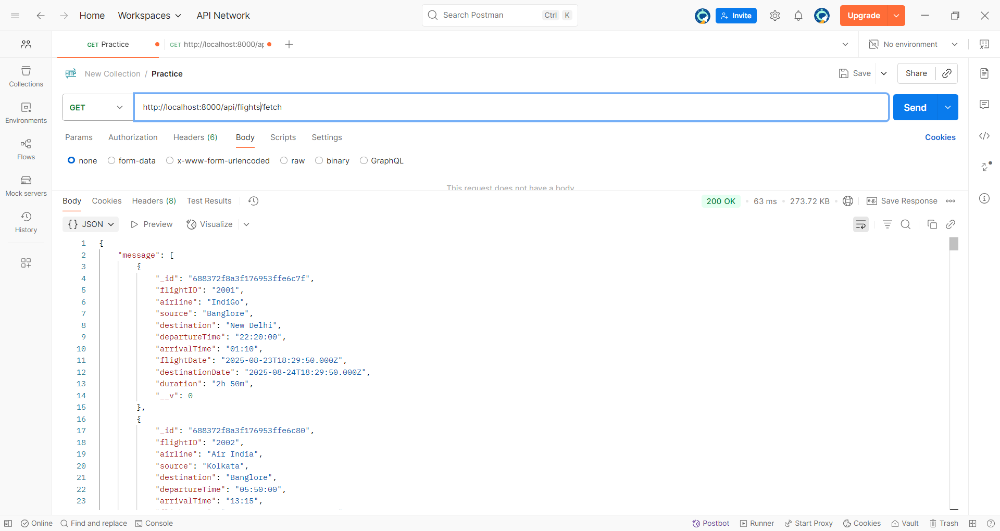 Home Workspaces API Network Search Postman Ctrl K Invite Upgrade
GET Practice GET http://localhost:8000/ap No environment
HTTP New Collection / Practice Save Share
GET http://localhost:8000/api/flights/fetch Send
Params Authorization Headers (6) Body Scripts Settings Cookies
none form-data x-www-form-urlencoded raw binary GraphQL
This request does not have a body
Collections
Environments
Flows
Mock servers
History
Body Cookies Headers (8) Test Results 200 OK 63 ms 273.72 KB e.g. Save Response
{} JSON Preview Visualize
1 {
2 "message": [
3 {
4 "_id": "688372f8a3f176953ffe6c7f",
5 "flightID": "2001",
6 "airline": "IndiGo",
7 "source": "Banglore",
8 "destination": "New Delhi",
9 "departureTime": "22:20:00",
10 "arrivalTime": "01:10",
11 "flightDate": "2025-08-23T18:29:50.000Z",
12 "destinationDate": "2025-08-24T18:29:50.000Z",
13 "duration": "2h 50m",
14 "__v": 0
15 },
16 {
17 "_id": "688372f8a3f176953ffe6c80",
18 "flightID": "2002",
19 "airline": "Air India",
20 "source": "Kolkata",
21 "destination": "Banglore",
22 "departureTime": "05:50:00",
23 "arrivalTime": "13:15",
Online Find and replace Console Postbot Runner Start Proxy Cookies Vault Trash